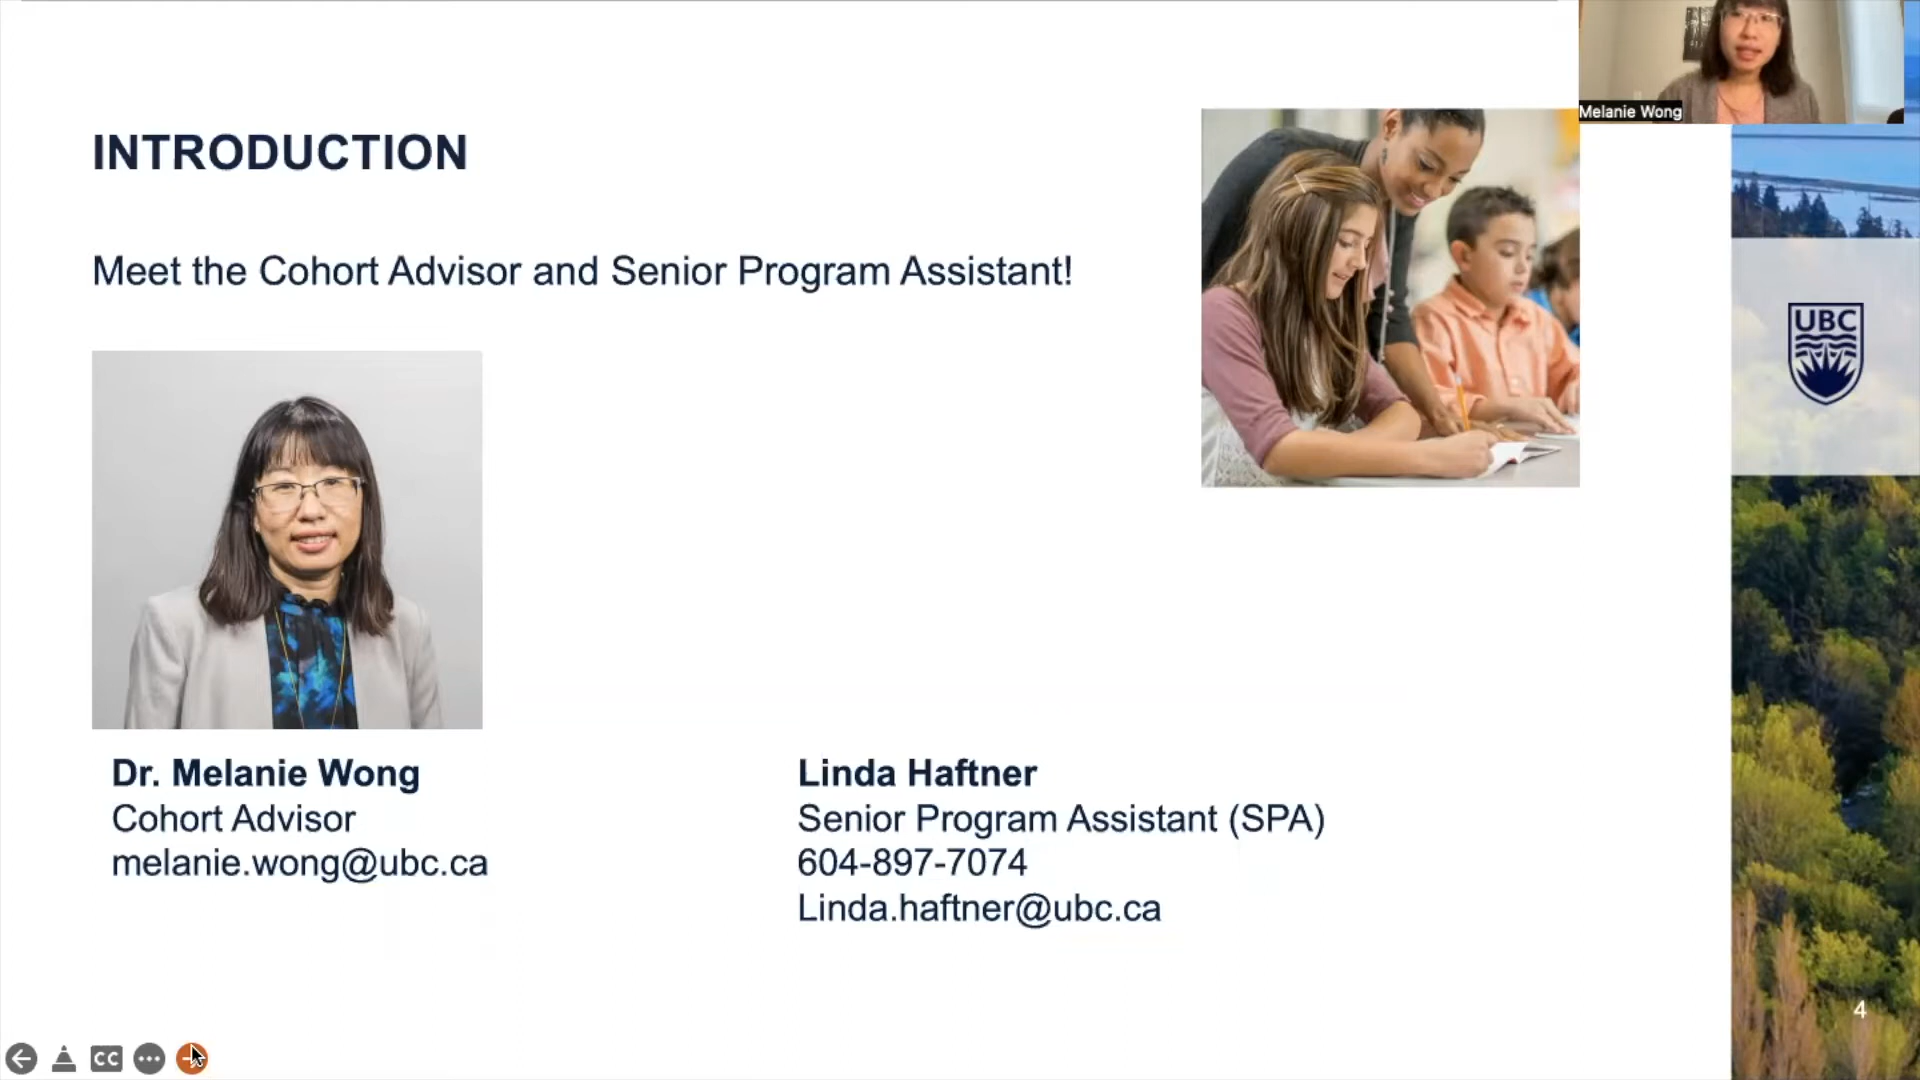 Melanie Wong
INTRODUCTION
Meet the Cohort Advisor and Senior Program Assistant!
UBC
Dr. Melanie Wong
Cohort Advisor
melanie.wong@ubc.ca
Linda Haftner
Senior Program Assistant (SPA)
604-897-7074
Linda.haftner@ubc.ca
4
CC